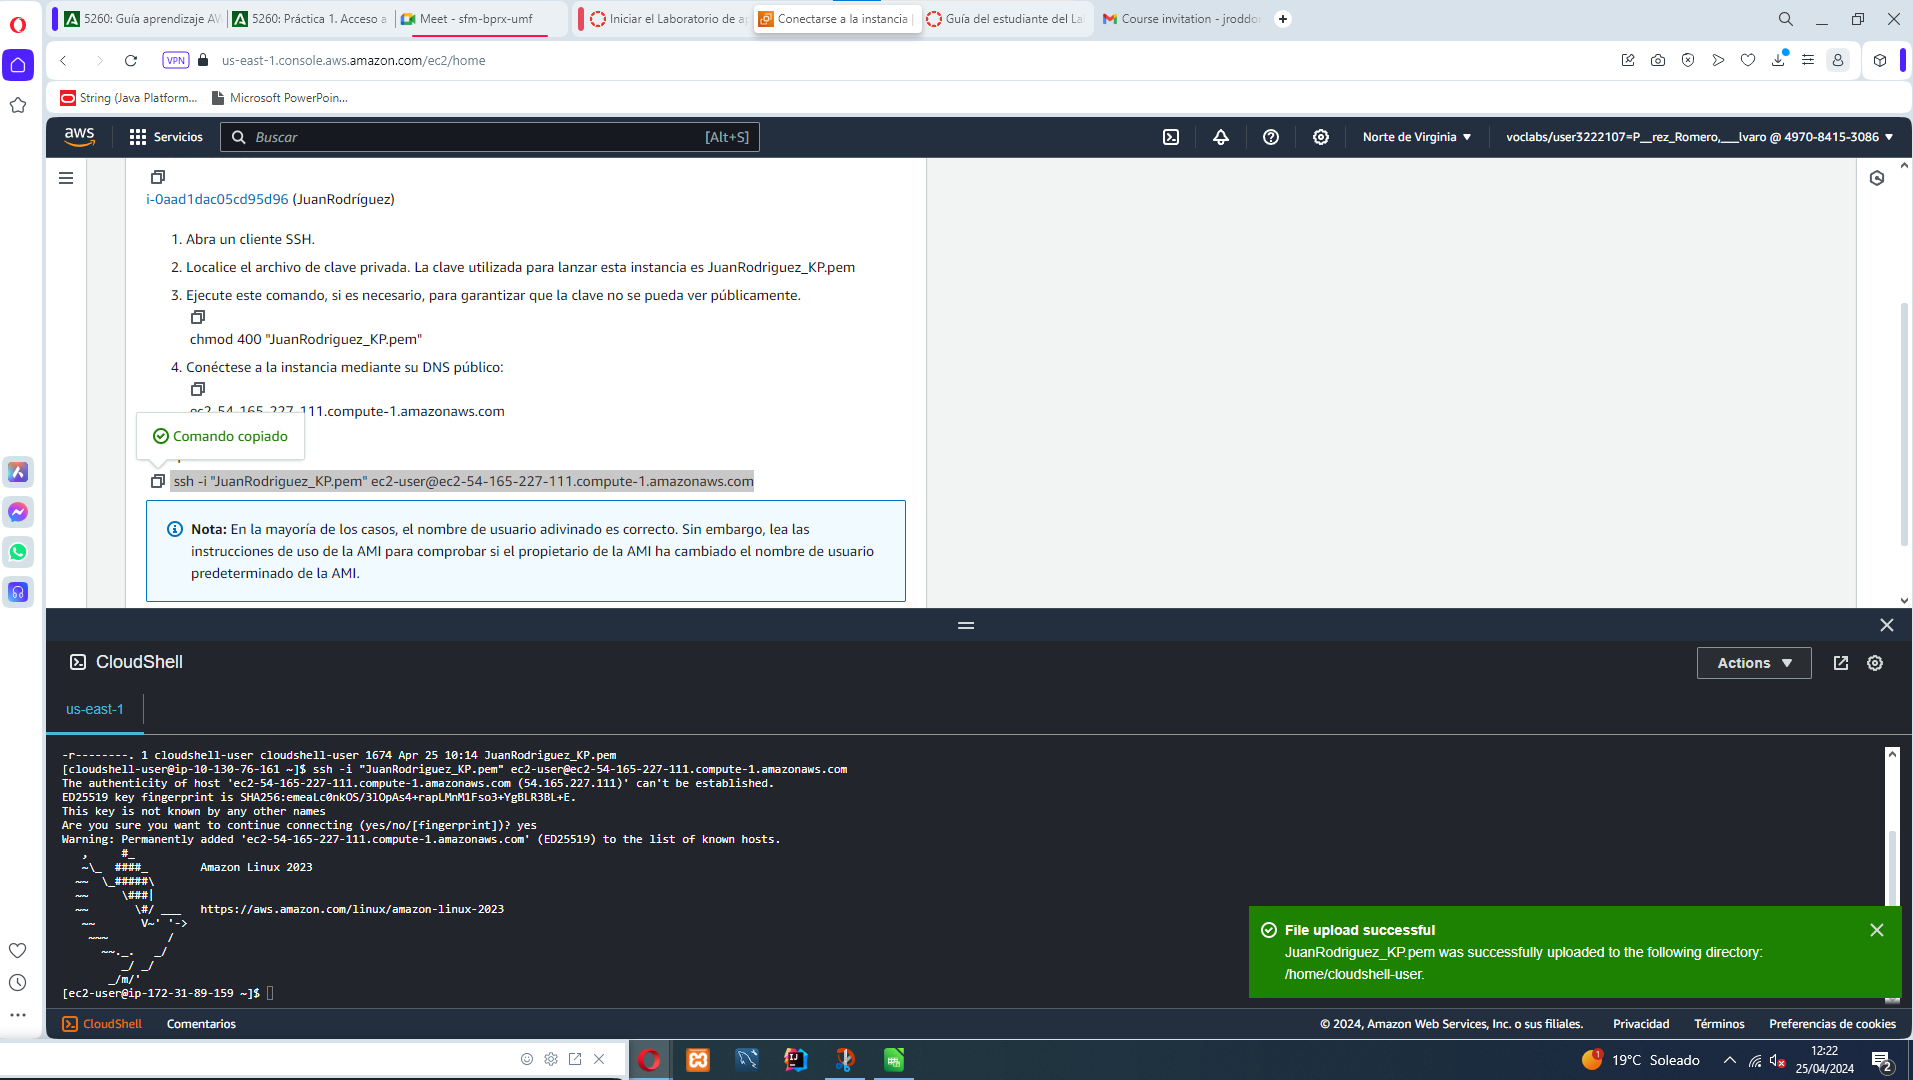 5260: Guía aprendizaje AW
5260: Práctica 1. Acceso a
Meet - sfm-bprx-umf
Iniciar el Laboratorio de ap
Conectarse a la instancia |
Guía del estudiante del La
Course invitation - jroddo
VPN
us-east-1.console.aws.amazon.com/ec2/home
String (Java Platform...
Microsoft PowerPoin...
aws
Servicios
Buscar
[Alt+S]
Norte de Virginia
voclabs/user3222107=P__rez_Romero,___lvaro @ 4970-8415-3086
i-0aad1dac05cd95d96 (JuanRodríguez)
1. Abra un cliente SSH.
2. Localice el archivo de clave privada. La clave utilizada para lanzar esta instancia es JuanRodriguez_KP.pem
3. Ejecute este comando, si es necesario, para garantizar que la clave no se pueda ver públicamente.
chmod 400 "JuanRodriguez_KP.pem"
4. Conéctese a la instancia mediante su DNS público:
ec2-54-165-227-111.compute-1.amazonaws.com
Comando copiado
ssh -i "JuanRodriguez_KP.pem" ec2-user@ec2-54-165-227-111.compute-1.amazonaws.com
Nota: En la mayoría de los casos, el nombre de usuario adivinado es correcto. Sin embargo, lea las
instrucciones de uso de la AMI para comprobar si el propietario de la AMI ha cambiado el nombre de usuario
predeterminado de la AMI.
CloudShell
Actions
us-east-1
-r--------. 1 cloudshell-user cloudshell-user 1674 Apr 25 10:14 JuanRodriguez_KP.pem
[cloudshell-user@ip-10-130-76-161 ~]$ ssh -i "JuanRodriguez_KP.pem" ec2-user@ec2-54-165-227-111.compute-1.amazonaws.com
The authenticity of host 'ec2-54-165-227-111.compute-1.amazonaws.com (54.165.227.111)' can't be established.
ED25519 key fingerprint is SHA256:emeaLc0nkOS/3lOpAs4+rapLMnM1Fso3+YgBLR3BL+E.
This key is not known by any other names
Are you sure you want to continue connecting (yes/no/[fingerprint])? yes
Warning: Permanently added 'ec2-54-165-227-111.compute-1.amazonaws.com' (ED25519) to the list of known hosts.
   ,     #_
   ~\_  ####_        Amazon Linux 2023
  ~~  \_#####\
  ~~     \###|
  ~~       \#/ ___   https://aws.amazon.com/linux/amazon-linux-2023
   ~~       V~' '->
    ~~~         /
      ~~._.   _/
         _/ _/
       _/m/'
[ec2-user@ip-172-31-89-159 ~]$
File upload successful
JuanRodriguez_KP.pem was successfully uploaded to the following directory:
/home/cloudshell-user.
CloudShell
Comentarios
© 2024, Amazon Web Services, Inc. o sus filiales.
Privacidad
Términos
Preferencias de cookies
1
19°C Soleado
12:22
25/04/2024
2